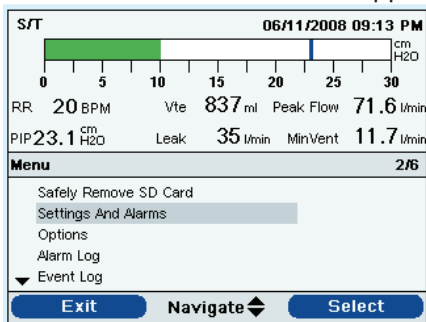 S/T 06/11/2008 09:13 PM
cm
H2O
0 5 10 15 20 25 30
RR 20 BPM Vte 837 ml Peak Flow 71.6 l/min
PIP 23.1 cm H2O Leak 35 l/min MinVent 11.7 l/min
Menu 2/6
Safely Remove SD Card
Settings And Alarms
Options
Alarm Log
Event Log
Exit Navigate Select